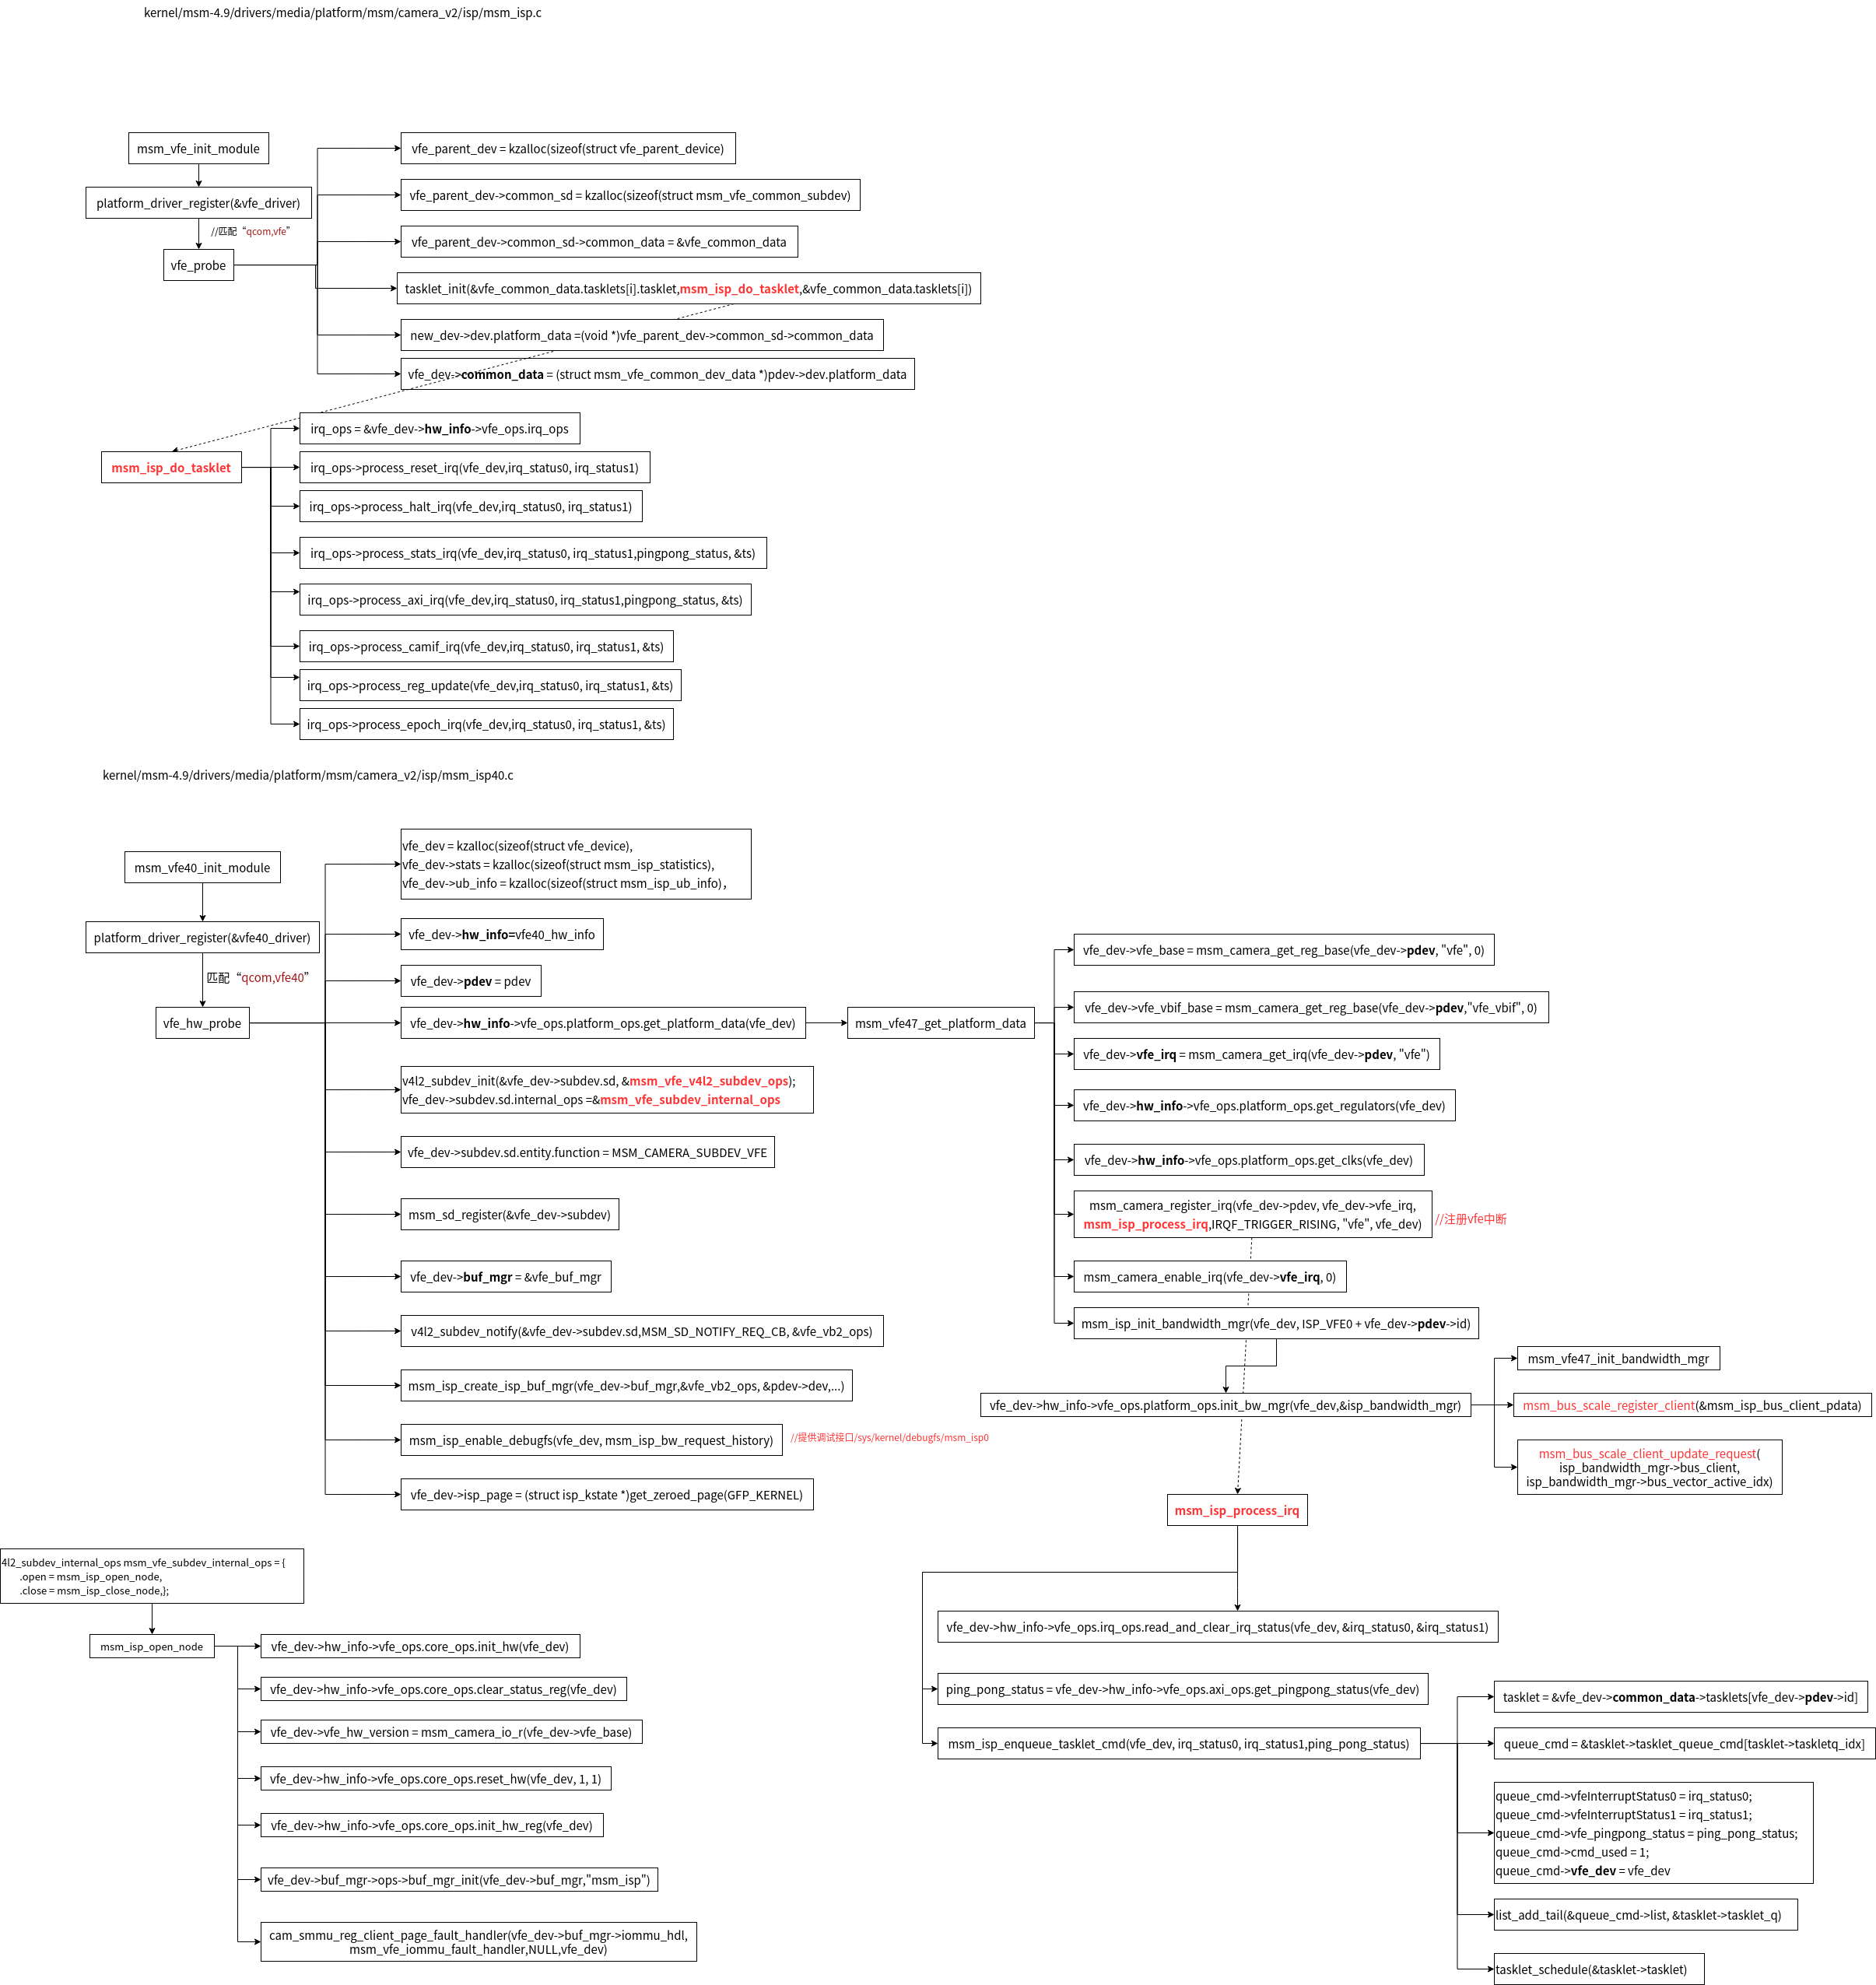 kernel/msm-4.9/drivers/media/platform/msm/camera_v2/isp/msm_isp.c
msm_vfe_init_module
platform_driver_register(&vfe_driver)
//匹配“qcom,vfe”
vfe_probe
vfe_parent_dev = kzalloc(sizeof(struct vfe_parent_device)
vfe_parent_dev->common_sd = kzalloc(sizeof(struct msm_vfe_common_subdev)
vfe_parent_dev->common_sd->common_data = &vfe_common_data
tasklet_init(&vfe_common_data.tasklets[i].tasklet,msm_isp_do_tasklet,&vfe_common_data.tasklets[i])
new_dev->dev.platform_data =(void *)vfe_parent_dev->common_sd->common_data
vfe_dev->common_data = (struct msm_vfe_common_dev_data *)pdev->dev.platform_data
msm_isp_do_tasklet
irq_ops = &vfe_dev->hw_info->vfe_ops.irq_ops
irq_ops->process_reset_irq(vfe_dev,irq_status0, irq_status1)
irq_ops->process_halt_irq(vfe_dev,irq_status0, irq_status1)
irq_ops->process_stats_irq(vfe_dev,irq_status0, irq_status1,pingpong_status, &ts)
irq_ops->process_axi_irq(vfe_dev,irq_status0, irq_status1,pingpong_status, &ts)
irq_ops->process_camif_irq(vfe_dev,irq_status0, irq_status1, &ts)
irq_ops->process_reg_update(vfe_dev,irq_status0, irq_status1, &ts)
irq_ops->process_epoch_irq(vfe_dev,irq_status0, irq_status1, &ts)
kernel/msm-4.9/drivers/media/platform/msm/camera_v2/isp/msm_isp40.c
msm_vfe40_init_module
platform_driver_register(&vfe40_driver)
匹配“qcom,vfe40”
vfe_hw_probe
vfe_dev = kzalloc(sizeof(struct vfe_device),
vfe_dev->stats = kzalloc(sizeof(struct msm_isp_statistics),
vfe_dev->ub_info = kzalloc(sizeof(struct msm_isp_ub_info)，
vfe_dev->hw_info=vfe40_hw_info
vfe_dev->pdev = pdev
vfe_dev->hw_info->vfe_ops.platform_ops.get_platform_data(vfe_dev)
v4l2_subdev_init(&vfe_dev->subdev.sd, &msm_vfe_v4l2_subdev_ops);
vfe_dev->subdev.sd.internal_ops =&msm_vfe_subdev_internal_ops
vfe_dev->subdev.sd.entity.function = MSM_CAMERA_SUBDEV_VFE
msm_sd_register(&vfe_dev->subdev)
vfe_dev->buf_mgr = &vfe_buf_mgr
v4l2_subdev_notify(&vfe_dev->subdev.sd,MSM_SD_NOTIFY_REQ_CB, &vfe_vb2_ops)
msm_isp_create_isp_buf_mgr(vfe_dev->buf_mgr,&vfe_vb2_ops, &pdev->dev,...)
msm_isp_enable_debugfs(vfe_dev, msm_isp_bw_request_history)
//提供调试接口/sys/kernel/debugfs/msm_isp0
vfe_dev->isp_page = (struct isp_kstate *)get_zeroed_page(GFP_KERNEL)
msm_vfe47_get_platform_data
vfe_dev->vfe_base = msm_camera_get_reg_base(vfe_dev->pdev, "vfe", 0)
vfe_dev->vfe_vbif_base = msm_camera_get_reg_base(vfe_dev->pdev,"vfe_vbif", 0)
vfe_dev->vfe_irq = msm_camera_get_irq(vfe_dev->pdev, "vfe")
vfe_dev->hw_info->vfe_ops.platform_ops.get_regulators(vfe_dev)
vfe_dev->hw_info->vfe_ops.platform_ops.get_clks(vfe_dev)
msm_camera_register_irq(vfe_dev->pdev, vfe_dev->vfe_irq,
msm_isp_process_irq,IRQF_TRIGGER_RISING, "vfe", vfe_dev)
//注册vfe中断
msm_camera_enable_irq(vfe_dev->vfe_irq, 0)
msm_isp_init_bandwidth_mgr(vfe_dev, ISP_VFE0 + vfe_dev->pdev->id)
vfe_dev->hw_info->vfe_ops.platform_ops.init_bw_mgr(vfe_dev,&isp_bandwidth_mgr)
msm_vfe47_init_bandwidth_mgr
msm_bus_scale_register_client(&msm_isp_bus_client_pdata)
msm_bus_scale_client_update_request(
isp_bandwidth_mgr->bus_client,
isp_bandwidth_mgr->bus_vector_active_idx)
msm_isp_process_irq
vfe_dev->hw_info->vfe_ops.irq_ops.read_and_clear_irq_status(vfe_dev, &irq_status0, &irq_status1)
ping_pong_status = vfe_dev->hw_info->vfe_ops.axi_ops.get_pingpong_status(vfe_dev)
msm_isp_enqueue_tasklet_cmd(vfe_dev, irq_status0, irq_status1,ping_pong_status)
tasklet = &vfe_dev->common_data->tasklets[vfe_dev->pdev->id]
queue_cmd = &tasklet->tasklet_queue_cmd[tasklet->taskletq_idx]
queue_cmd->vfeInterruptStatus0 = irq_status0;
queue_cmd->vfeInterruptStatus1 = irq_status1;
queue_cmd->vfe_pingpong_status = ping_pong_status;
queue_cmd->cmd_used = 1;
queue_cmd->vfe_dev = vfe_dev
list_add_tail(&queue_cmd->list, &tasklet->tasklet_q)
tasklet_schedule(&tasklet->tasklet)
4l2_subdev_internal_ops msm_vfe_subdev_internal_ops = {
.open = msm_isp_open_node,
.close = msm_isp_close_node,};
msm_isp_open_node
vfe_dev->hw_info->vfe_ops.core_ops.init_hw(vfe_dev)
vfe_dev->hw_info->vfe_ops.core_ops.clear_status_reg(vfe_dev)
vfe_dev->vfe_hw_version = msm_camera_io_r(vfe_dev->vfe_base)
vfe_dev->hw_info->vfe_ops.core_ops.reset_hw(vfe_dev, 1, 1)
vfe_dev->hw_info->vfe_ops.core_ops.init_hw_reg(vfe_dev)
vfe_dev->buf_mgr->ops->buf_mgr_init(vfe_dev->buf_mgr,"msm_isp")
cam_smmu_reg_client_page_fault_handler(vfe_dev->buf_mgr->iommu_hdl,
msm_vfe_iommu_fault_handler,NULL,vfe_dev)